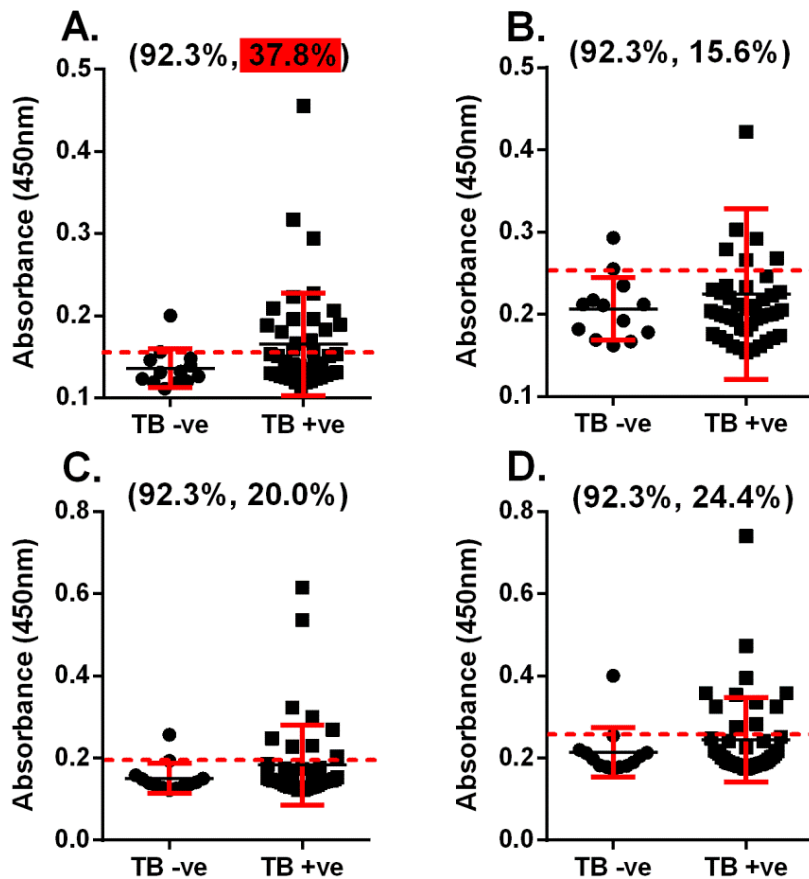 A.
(92.3%, 37.8%)
Absorbance (450nm)
0.5
0.4
0.3
0.2
0.1
TB -ve TB +ve
B.
(92.3%, 15.6%)
Absorbance (450nm)
0.5
0.4
0.3
0.2
0.1
TB -ve TB +ve
C.
(92.3%, 20.0%)
Absorbance (450nm)
0.8
0.6
0.4
0.2
0.0
TB -ve TB +ve
D.
(92.3%, 24.4%)
Absorbance (450nm)
0.8
0.6
0.4
0.2
0.0
TB -ve TB +ve